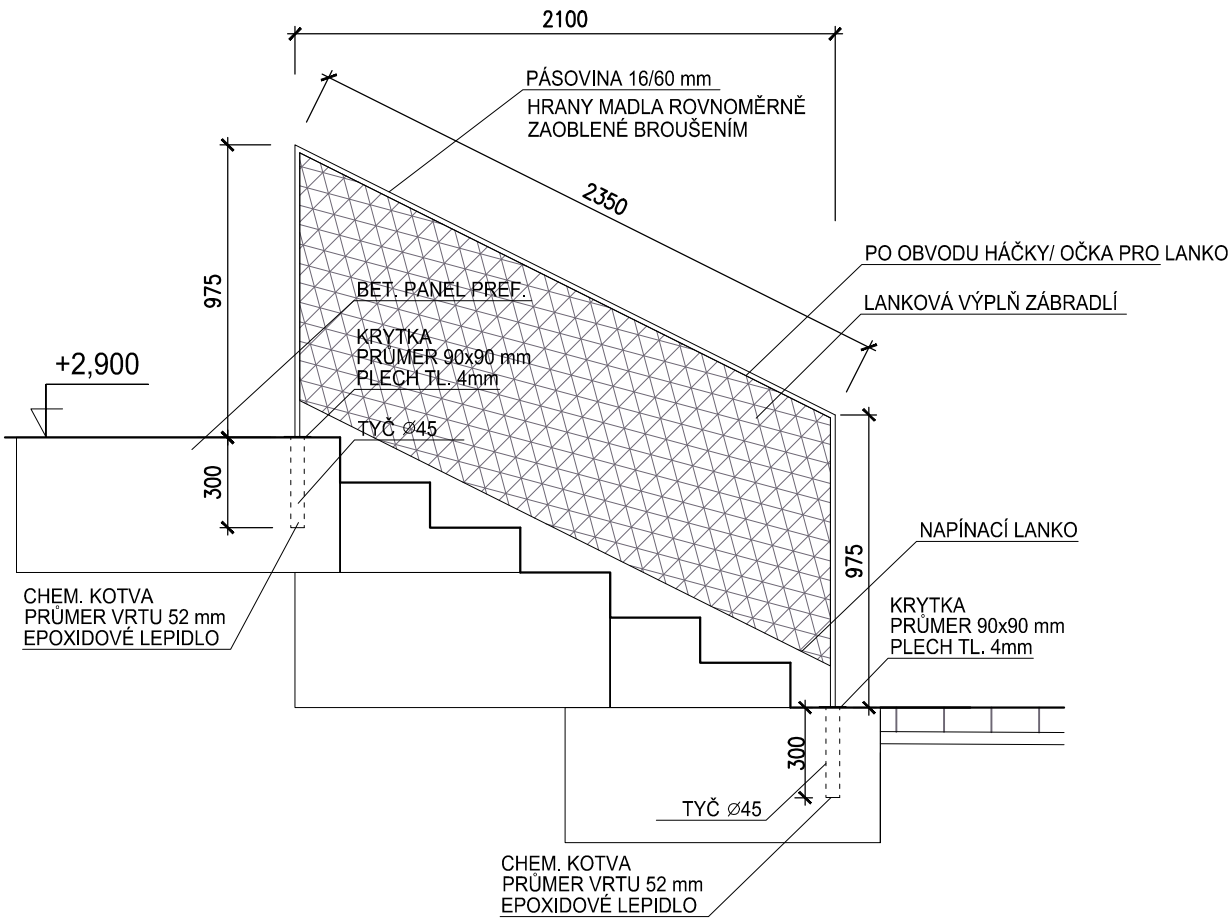 2100
PÁSOVINA 16/60 mm
HRANY MADLA ROVNOMĚRNĚ
ZAOBLENÉ BROUŠENÍM
2350
PO OBVODU HÁČKY/ OČKA PRO LANKO
975
BET. PANEL PREF.
LANKOVÁ VÝPLŇ ZÁBRADLÍ
KRYTKA
PRŮMER 90x90 mm
PLECH TL. 4mm
+2,900
TYČ Ø45
300
NAPÍNACÍ LANKO
975
CHEM. KOTVA
PRŮMER VRTU 52 mm
EPOXIDOVÉ LEPIDLO
KRYTKA
PRŮMER 90x90 mm
PLECH TL. 4mm
300
TYČ Ø45
CHEM. KOTVA
PRŮMER VRTU 52 mm
EPOXIDOVÉ LEPIDLO